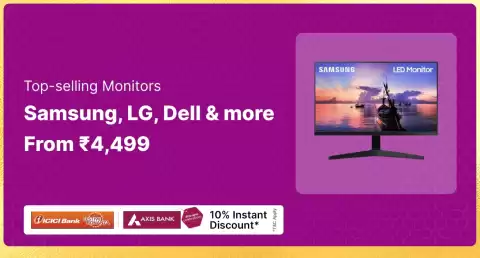 Top-selling Monitors
Samsung, LG, Dell & more
From ₹4,499
SAMSUNG
LED Monitor
ICICI Bank
AXIS BANK
10% Instant
Discount*
*T&C Apply